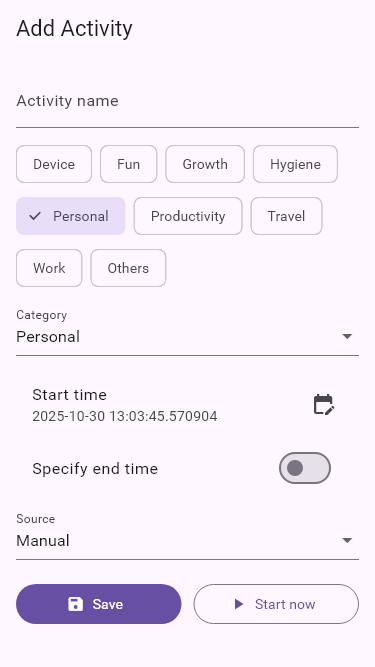 Add Activity
Activity name
Device Fun Growth Hygiene
Personal Productivity Travel
Work Others
Category
Personal
Start time
2025-10-30 13:03:45.570904
Specify end time
Source
Manual
Save Start now